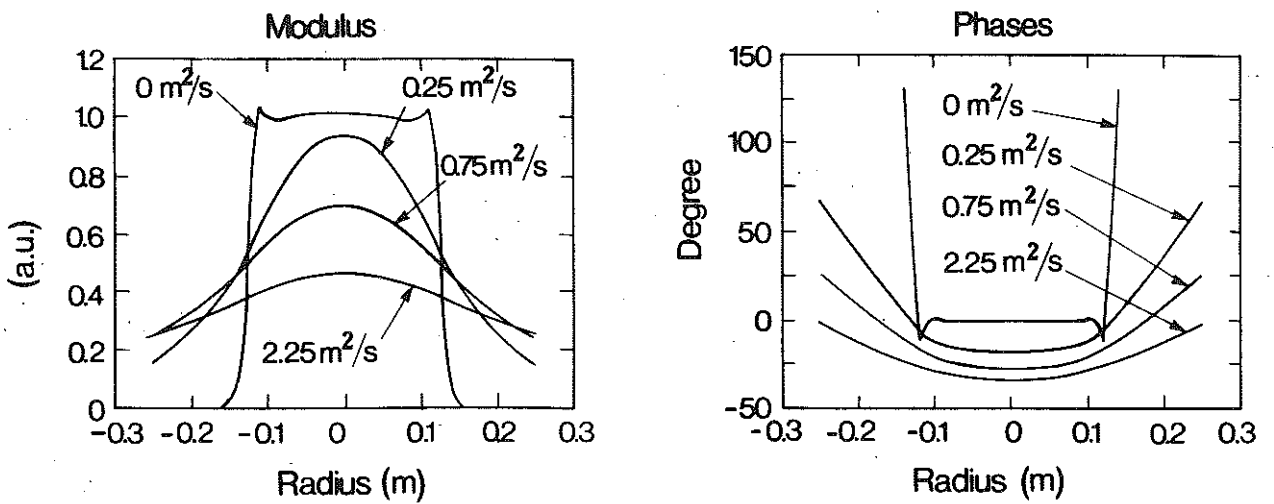 Modulus
1.2
1.0
0.8
0.6
0.4
0.2
0
(a.u.)
0 m²/s
0.25 m²/s
0.75 m²/s
2.25 m²/s
-0.3 -0.2 -0.1 0 0.1 0.2 0.3
Radius (m)
Phases
150
100
50
0
-50
Degree
0 m²/s
0.25 m²/s
0.75 m²/s
2.25 m²/s
-0.3 -0.2 -0.1 0 0.1 0.2 0.3
Radius (m)